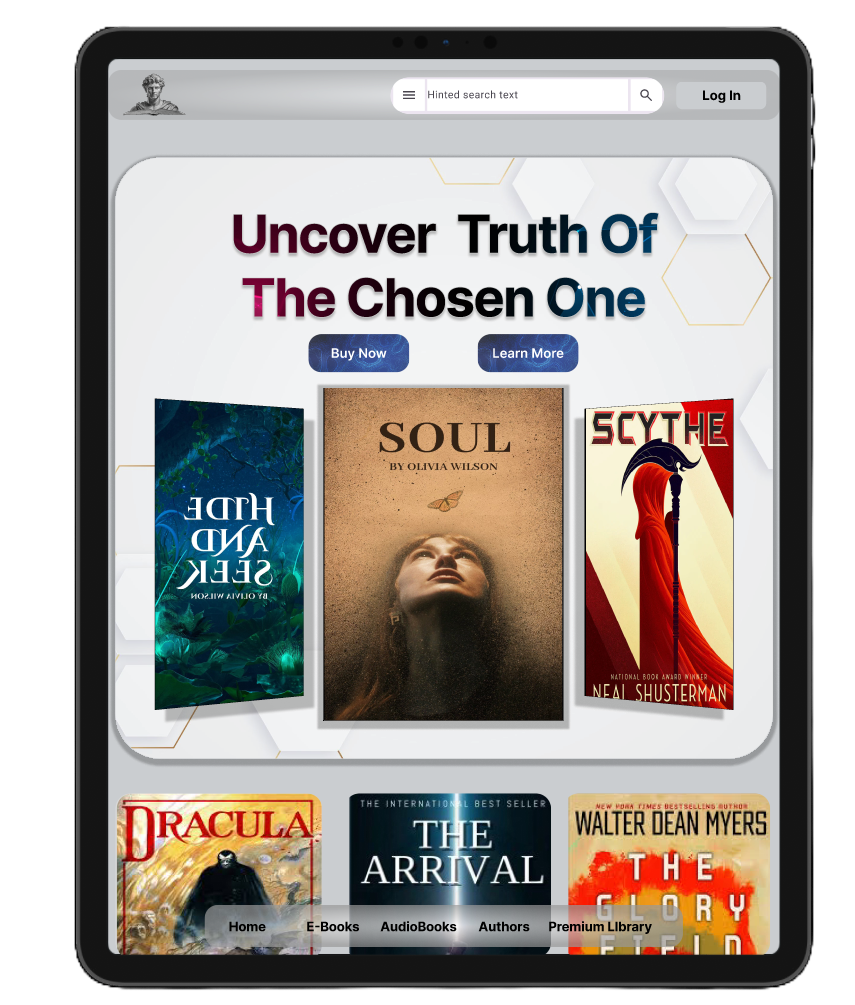 Hinted search text
Log In
Uncover Truth Of
The Chosen One
Buy Now
Learn More
HIDE
AND
SEEK
BY OLIVIA WILSON
SOUL
BY OLIVIA WILSON
SCYTHE
NATIONAL BOOK AWARD WINNER
NEAL SHUSTERMAN
DRACULA
THE INTERNATIONAL BEST SELLER
THE
ARRIVAL
NEW YORK TIMES BESTSELLING AUTHOR
WALTER DEAN MYERS
THE
GLORY
FIELD
Home
E-Books
AudioBooks
Authors
Premium LIbrary